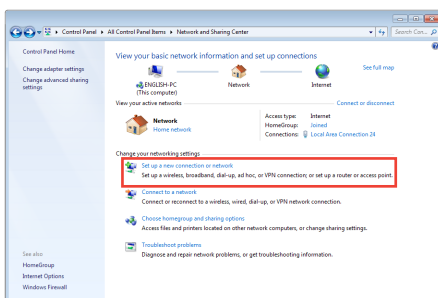 Control Panel ▸ All Control Panel Items ▸ Network and Sharing Center
Search Con...
Control Panel Home
Change adapter settings
Change advanced sharing
settings
View your basic network information and set up connections
See full map
ENGLISH-PC
(This computer)
Network
Internet
View your active networks
Connect or disconnect
Network
Home network
Access type: Internet
HomeGroup: Joined
Connections: Local Area Connection 24
Change your networking settings
Set up a new connection or network
Set up a wireless, broadband, dial-up, ad hoc, or VPN connection; or set up a router or access point.
Connect to a network
Connect or reconnect to a wireless, wired, dial-up, or VPN network connection.
Choose homegroup and sharing options
Access files and printers located on other network computers, or change sharing settings.
Troubleshoot problems
Diagnose and repair network problems, or get troubleshooting information.
See also
HomeGroup
Internet Options
Windows Firewall